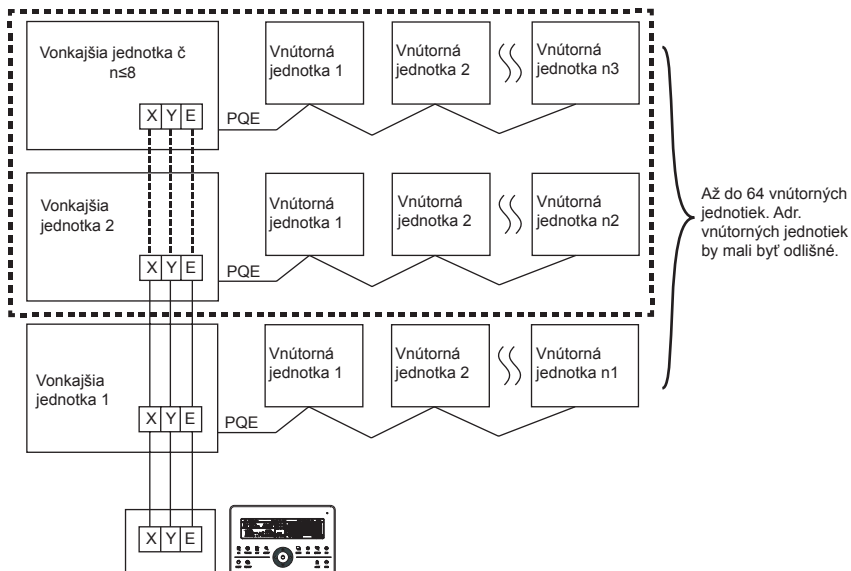 Vonkajšia jednotka č
n≤8
X Y E
PQE
Vnútorná
jednotka 1
Vnútorná
jednotka 2
Vnútorná
jednotka n3
Vonkajšia
jednotka 2
X Y E
PQE
Vnútorná
jednotka 1
Vnútorná
jednotka 2
Vnútorná
jednotka n2
Až do 64 vnútorných
jednotiek. Adr.
vnútorných jednotiek
by mali byť odlišné.
Vonkajšia
jednotka 1
X Y E
PQE
Vnútorná
jednotka 1
Vnútorná
jednotka 2
Vnútorná
jednotka n1
X Y E